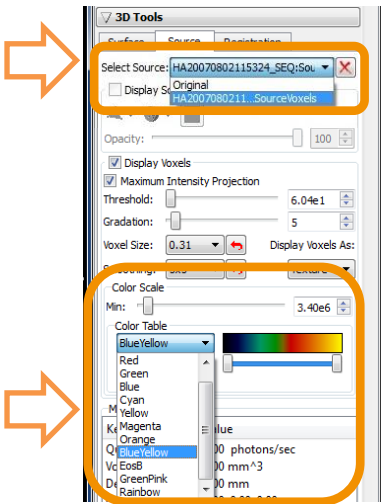 ▽ 3D Tools
Surface Source Registration
Select Source: HA20070802115324_SEQ:Sou
Original
HA2007080211...SourceVoxels
Display
Opacity: 100
Display Voxels
Maximum Intensity Projection
Threshold: 6.04e1
Gradation: 5
Voxel Size: 0.31 Display Voxels As:
Smoothing: 3x3 Texture
Color Scale
Min: 3.40e6
Color Table
BlueYellow
Red
Green
Blue
Cyan
Yellow
Magenta
Orange
BlueYellow
EosB
GreenPink
Rainbow
photons/sec
mm^3
mm